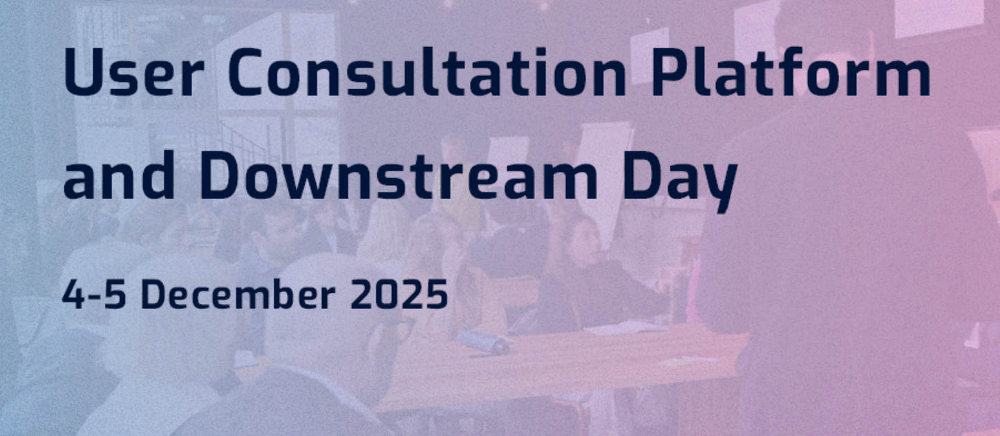 User Consultation Platform
and Downstream Day
4-5 December 2025